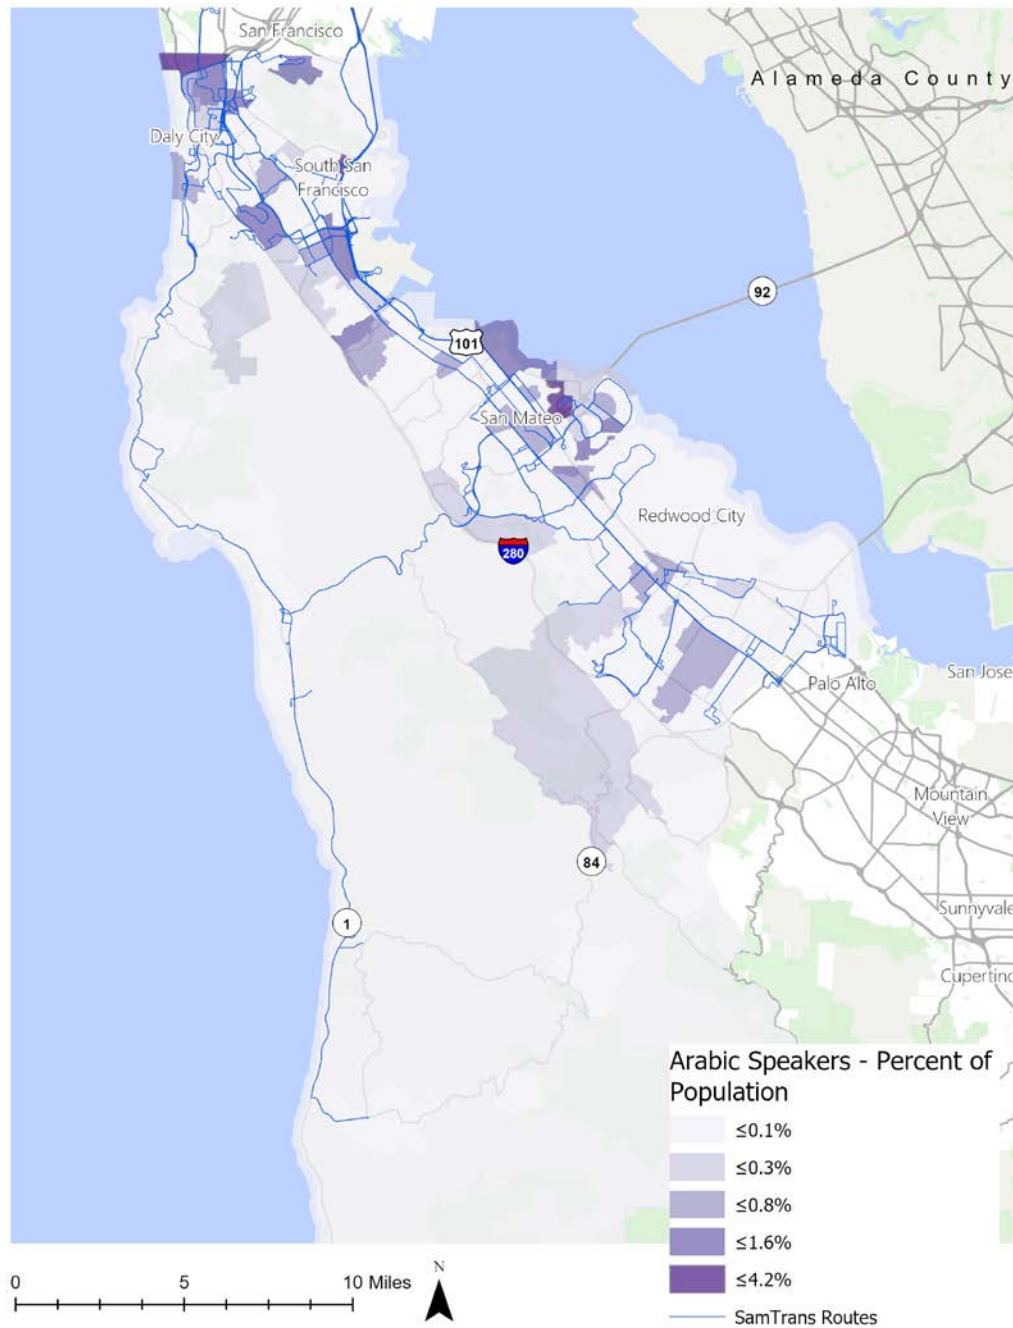 San Francisco
Alameda County
Daly City
South San
Francisco
92
101
San Mateo
Redwood City
280
Palo Alto
San Jose
Mountain
View
84
1
Sunnyvale
Cupertino
Arabic Speakers - Percent of
Population
≤0.1%
≤0.3%
≤0.8%
≤1.6%
≤4.2%
SamTrans Routes
0 5 10 Miles
N